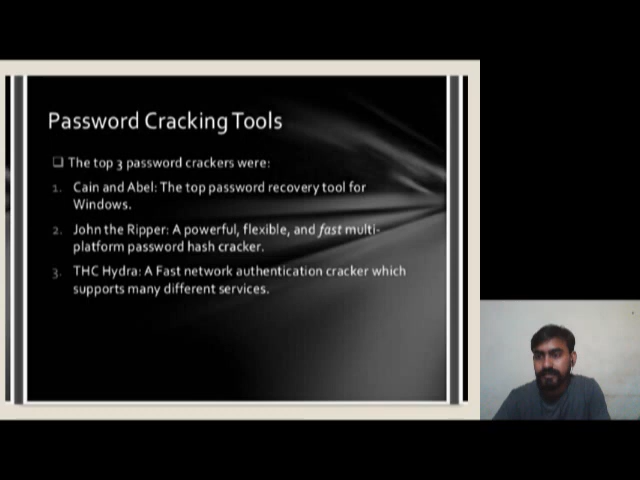 Password Cracking Tools
❑ The top 3 password crackers were:
1. Cain and Abel: The top password recovery tool for
Windows.
2. John the Ripper: A powerful, flexible, and fast multi-
platform password hash cracker.
3. THC Hydra: A Fast network authentication cracker which
supports many different services.